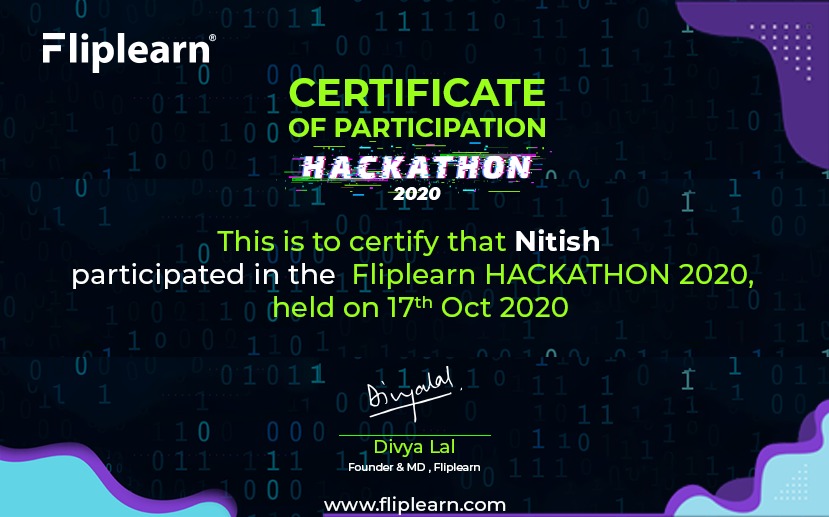 Fliplearn®
CERTIFICATE
OF PARTICIPATION
HACKATHON
2020
This is to certify that Nitish
participated in the Fliplearn HACKATHON 2020,
held on 17th Oct 2020
Divyalal.
Divya Lal
Founder & MD , Fliplearn
www.fliplearn.com